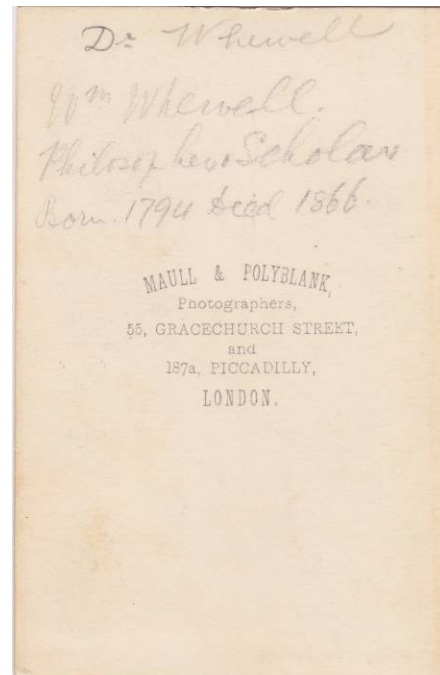 Dr Whewell
Wm Whewell.
Philosopher & Scholar
Born. 1794 Died 1866.
MAULL & POLYBLANK,
Photographers,
55, GRACECHURCH STREET,
and
187a, PICCADILLY,
LONDON.